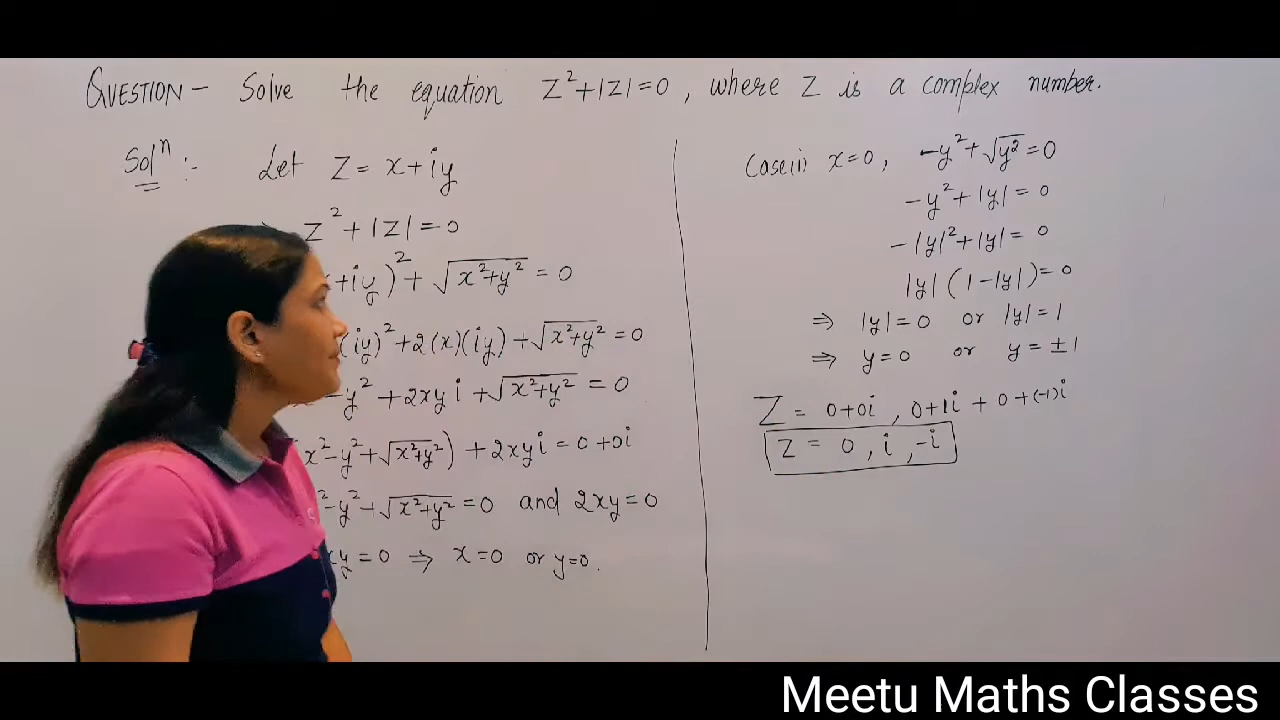 QUESTION - Solve the equation Z²+|Z|=0, where Z is a complex number.
Solⁿ :- Let Z = x+iy
Z²+|Z|=0
+iy)²+√x²+y² = 0
(iy)²+2(x)(iy)+√x²+y² = 0
-y²+2xyi+√x²+y² = 0
x²-y²+√x²+y²)+2xyi=0+0i
²-y²-√x²+y²=0 and 2xy=0
xy=0 ⇒ x=0 or y=0.
Case(i) x=0, -y²+√y²=0
-y²+|y|=0
-|y|²+|y|=0
|y|(1-|y|)=0
⇒ |y|=0 or |y|=1
⇒ y=0 or y=±1
Z= 0+0i, 0+1i + 0+(-1)i
Z= 0, i, -i
Meetu Maths Classes